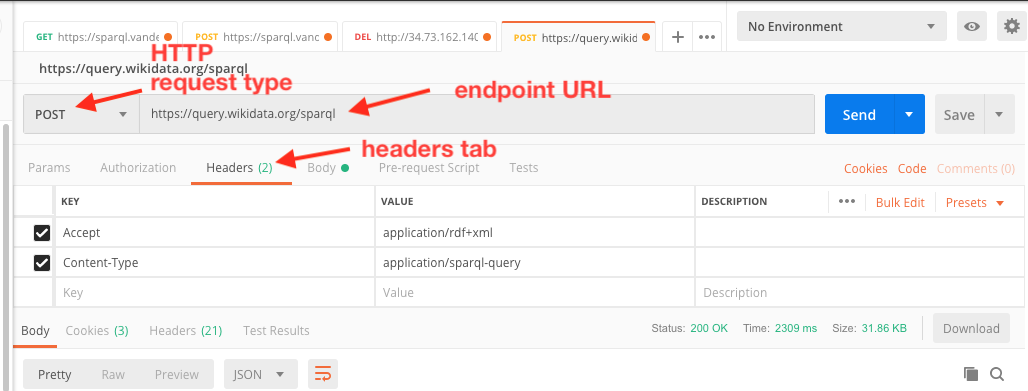 GET https://sparql.vande POST https://sparql.vanc DEL http://34.73.162.140 POST https://query.wikid + ••• No Environment
HTTP
https://query.wikidata.org/sparql
request type
endpoint URL
POST https://query.wikidata.org/sparql Send Save
headers tab
Params Authorization Headers (2) Body Pre-request Script Tests Cookies Code Comments (0)
KEY VALUE DESCRIPTION ••• Bulk Edit Presets
Accept application/rdf+xml
Content-Type application/sparql-query
Key Value Description
Body Cookies (3) Headers (21) Test Results Status: 200 OK Time: 2309 ms Size: 31.86 KB Download
Pretty Raw Preview JSON